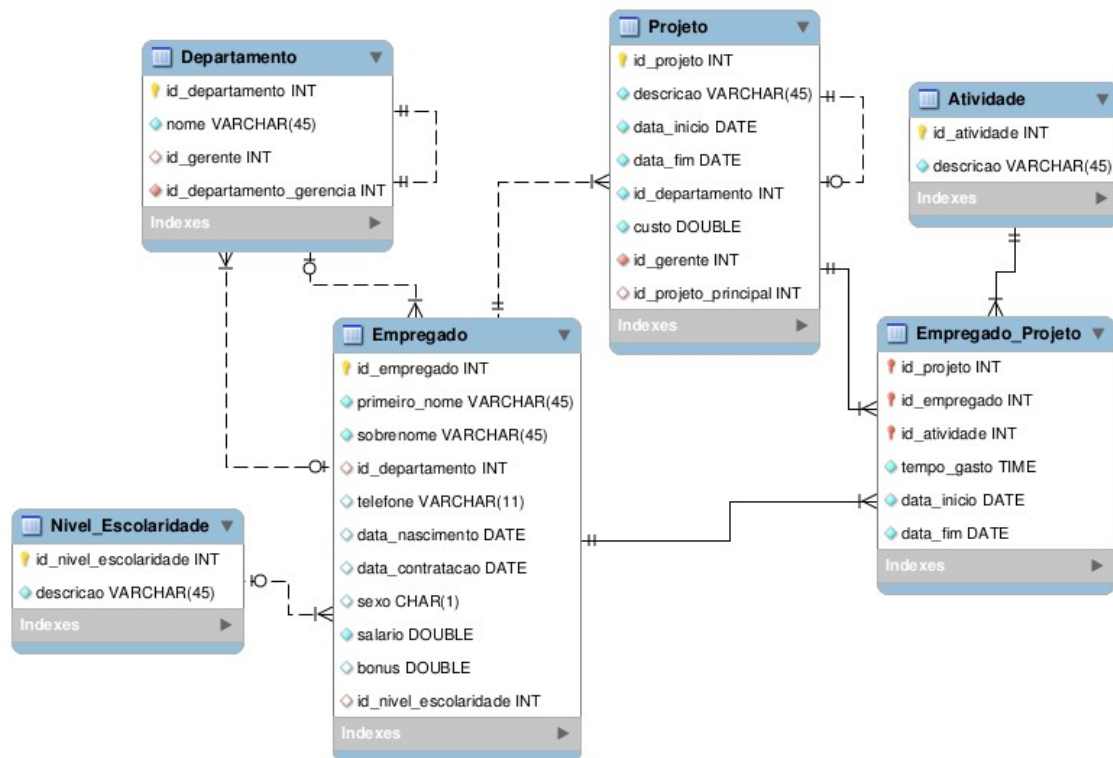 Departamento
id_departamento INT
nome VARCHAR(45)
id_gerente INT
id_departamento_gerencia INT
Indexes
Projeto
id_projeto INT
descricao VARCHAR(45)
data_inicio DATE
data_fim DATE
id_departamento INT
custo DOUBLE
id_gerente INT
id_projeto_principal INT
Indexes
Atividade
id_atividade INT
descricao VARCHAR(45)
Indexes
Empregado
id_empregado INT
primeiro_nome VARCHAR(45)
sobrenome VARCHAR(45)
id_departamento INT
telefone VARCHAR(11)
data_nascimento DATE
data_contratacao DATE
sexo CHAR(1)
salario DOUBLE
bonus DOUBLE
id_nivel_escolaridade INT
Indexes
Empregado_Projeto
id_projeto INT
id_empregado INT
id_atividade INT
tempo_gasto TIME
data_inicio DATE
data_fim DATE
Indexes
Nivel_Escolaridade
id_nivel_escolaridade INT
descricao VARCHAR(45)
Indexes